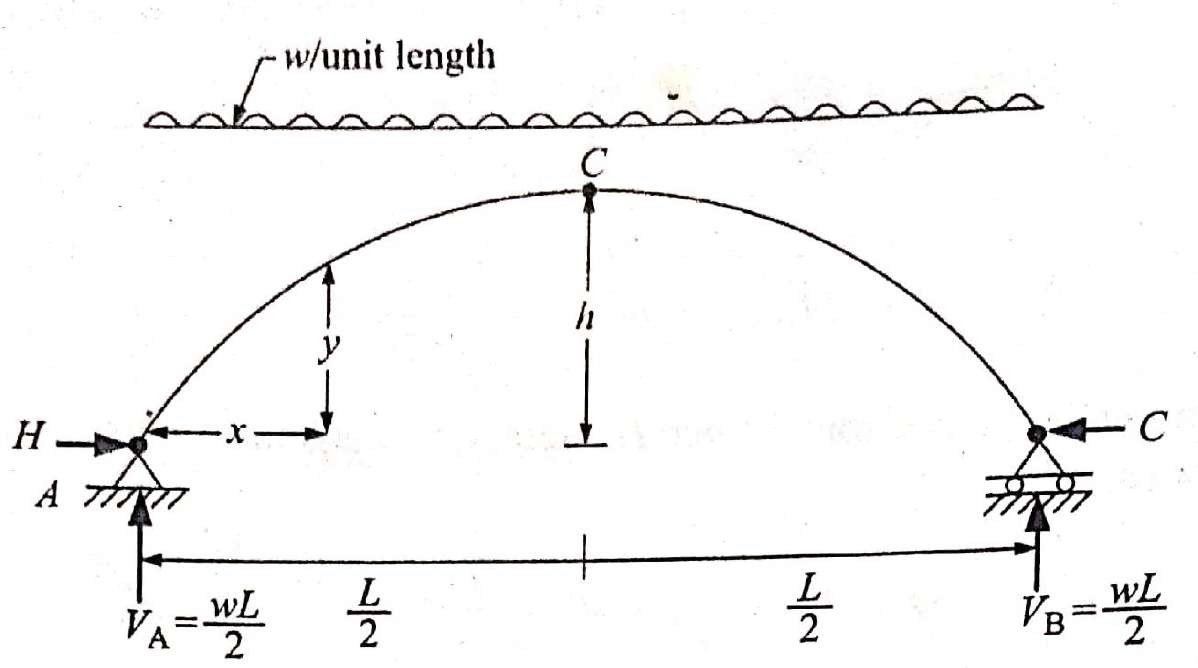 w/unit length
C
h
y
H
x
C
A
V_A = wL/2
L/2
L/2
V_B = wL/2